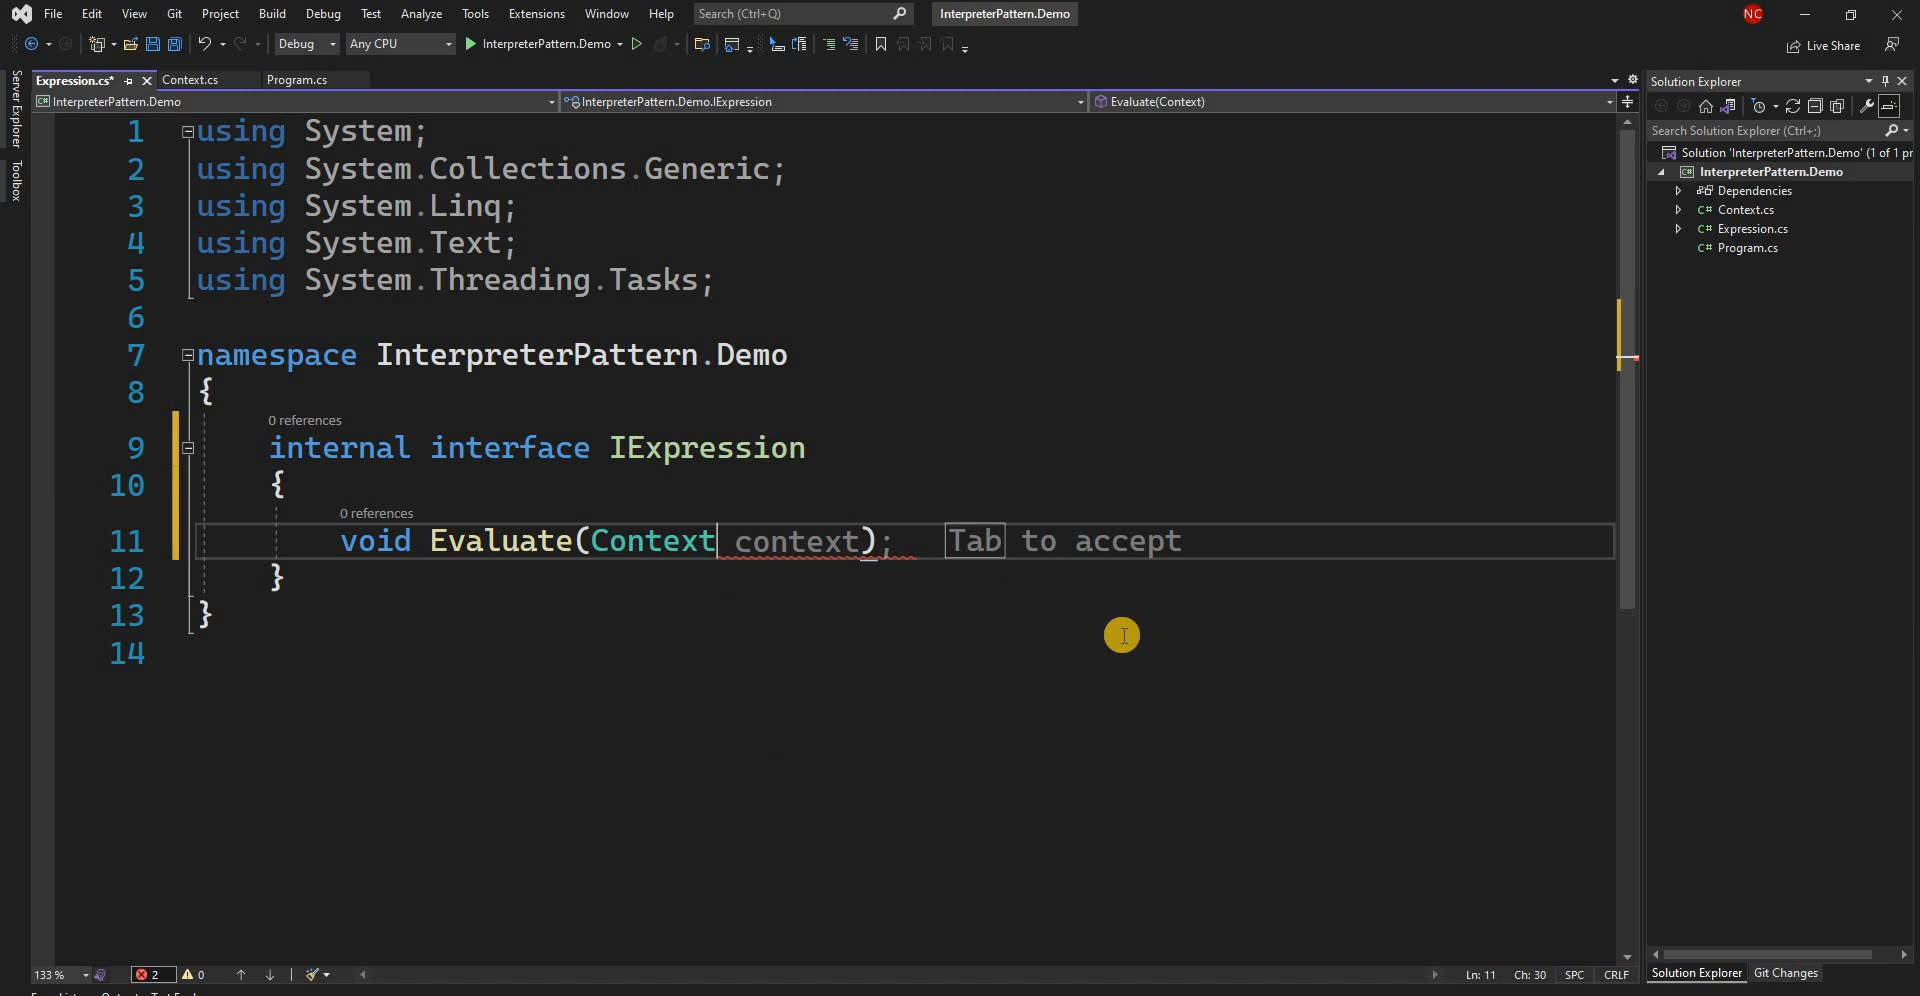 File Edit View Git Project Build Debug Test Analyze Tools Extensions Window Help Search (Ctrl+Q) InterpreterPattern.Demo NC
Debug Any CPU InterpreterPattern.Demo Live Share
Server Explorer
Toolbox
Expression.cs* Context.cs Program.cs
InterpreterPattern.Demo InterpreterPattern.Demo.IExpression Evaluate(Context)
1 using System;
2 using System.Collections.Generic;
3 using System.Linq;
4 using System.Text;
5 using System.Threading.Tasks;
6
7 namespace InterpreterPattern.Demo
8 {
0 references
9 internal interface IExpression
10 {
0 references
11 void Evaluate(Context context); Tab to accept
12 }
13 }
14
Solution Explorer
Search Solution Explorer (Ctrl+;)
Solution 'InterpreterPattern.Demo' (1 of 1 pr
C# InterpreterPattern.Demo
Dependencies
C# Context.cs
C# Expression.cs
C# Program.cs
Solution Explorer Git Changes
133 % 2 0 Ln: 11 Ch: 30 SPC CRLF